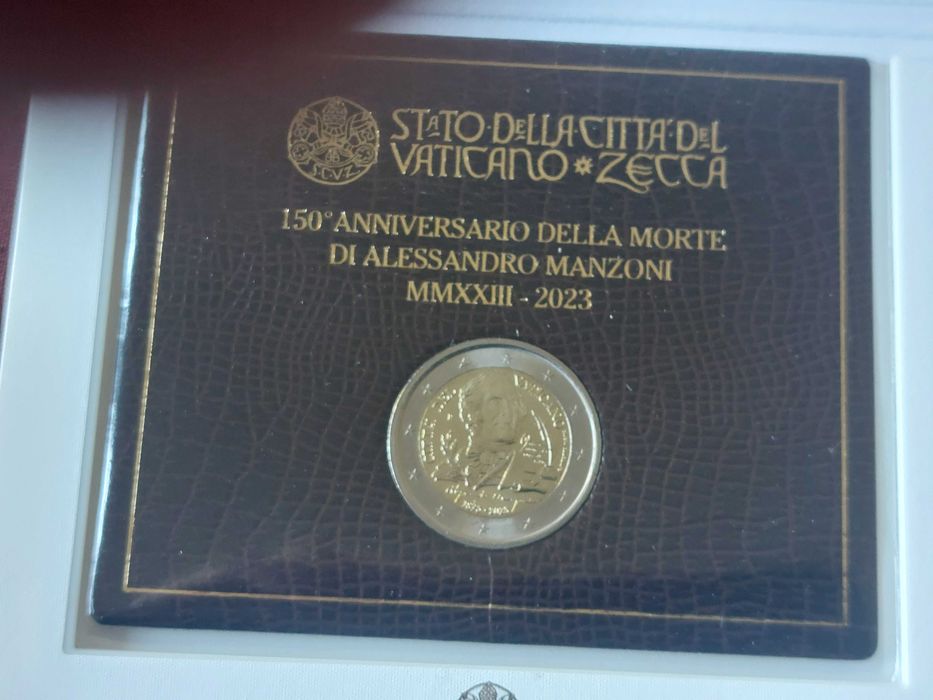 STATO·DELLA·CITTA·DEL
VATICANO * ZECCA
S.C.V.Z.
150° ANNIVERSARIO DELLA MORTE
DI ALESSANDRO MANZONI
MMXXIII - 2023